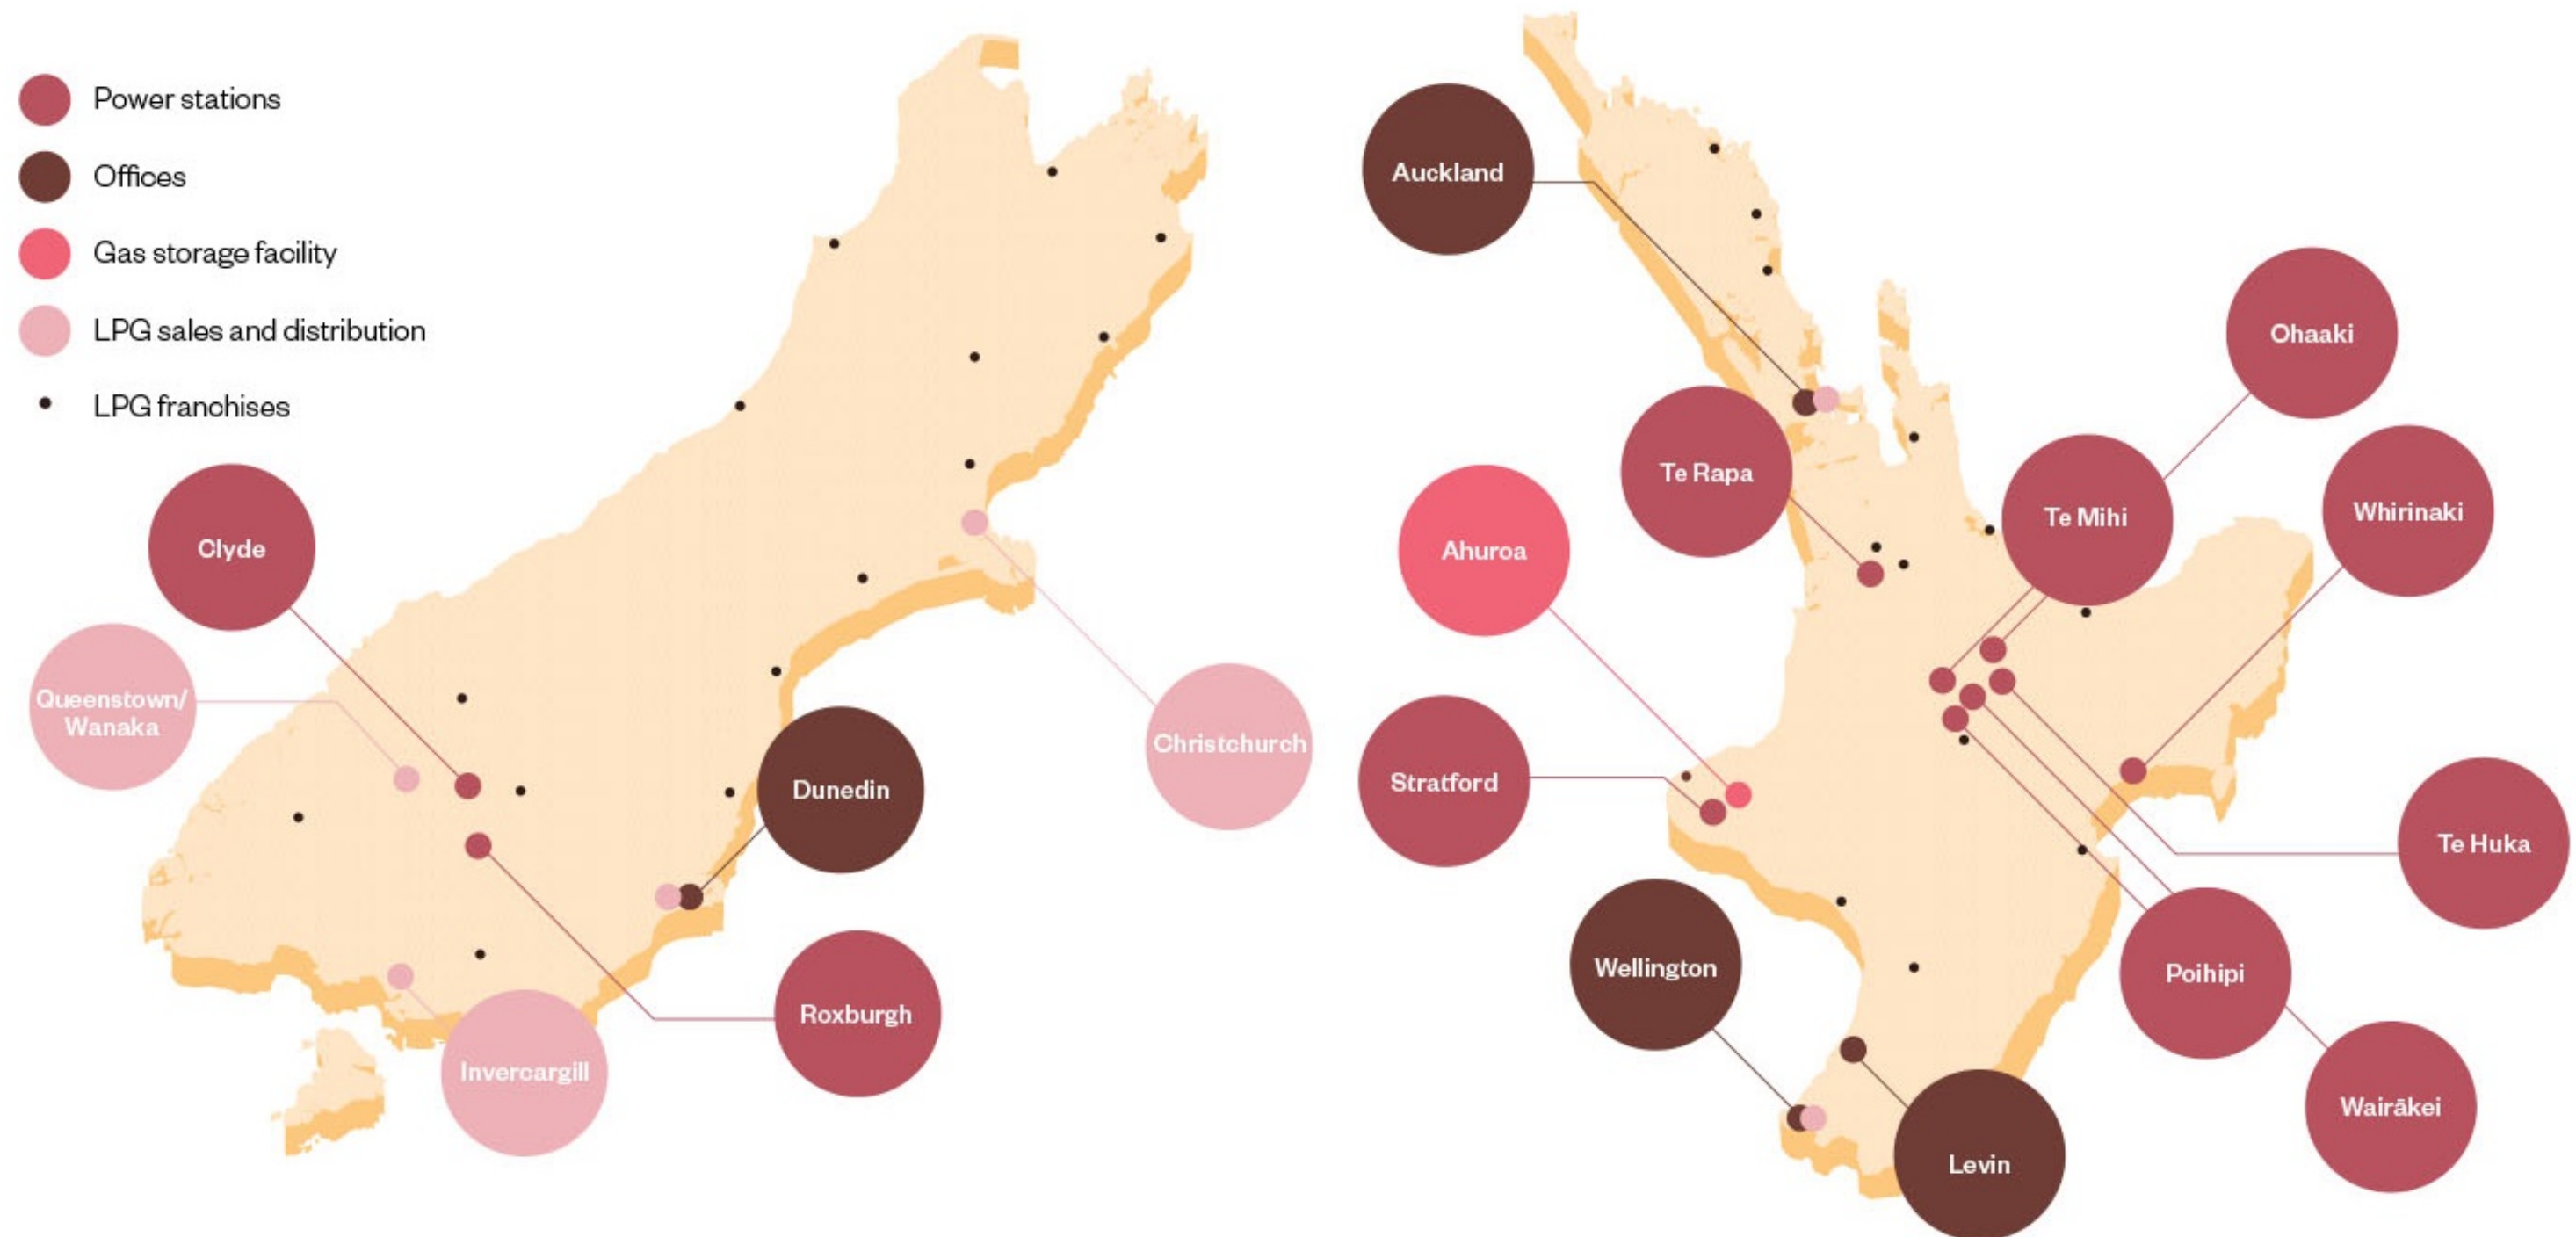 Power stations
Offices
Gas storage facility
LPG sales and distribution
LPG franchises
Clyde
Queenstown/
Wanaka
Christchurch
Dunedin
Roxburgh
Invercargill
Auckland
Ohaaki
Te Rapa
Te Mihi
Whirinaki
Ahuroa
Stratford
Te Huka
Wellington
Poihipi
Wairākei
Levin